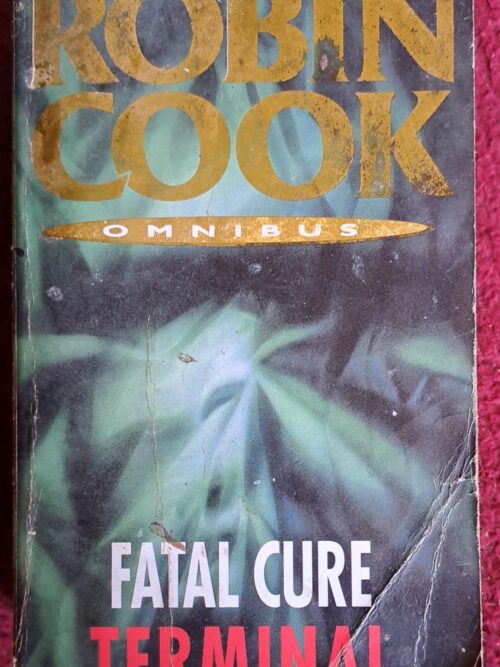 ROBIN
COOK
OMNIBUS
FATAL CURE
TERMINAL